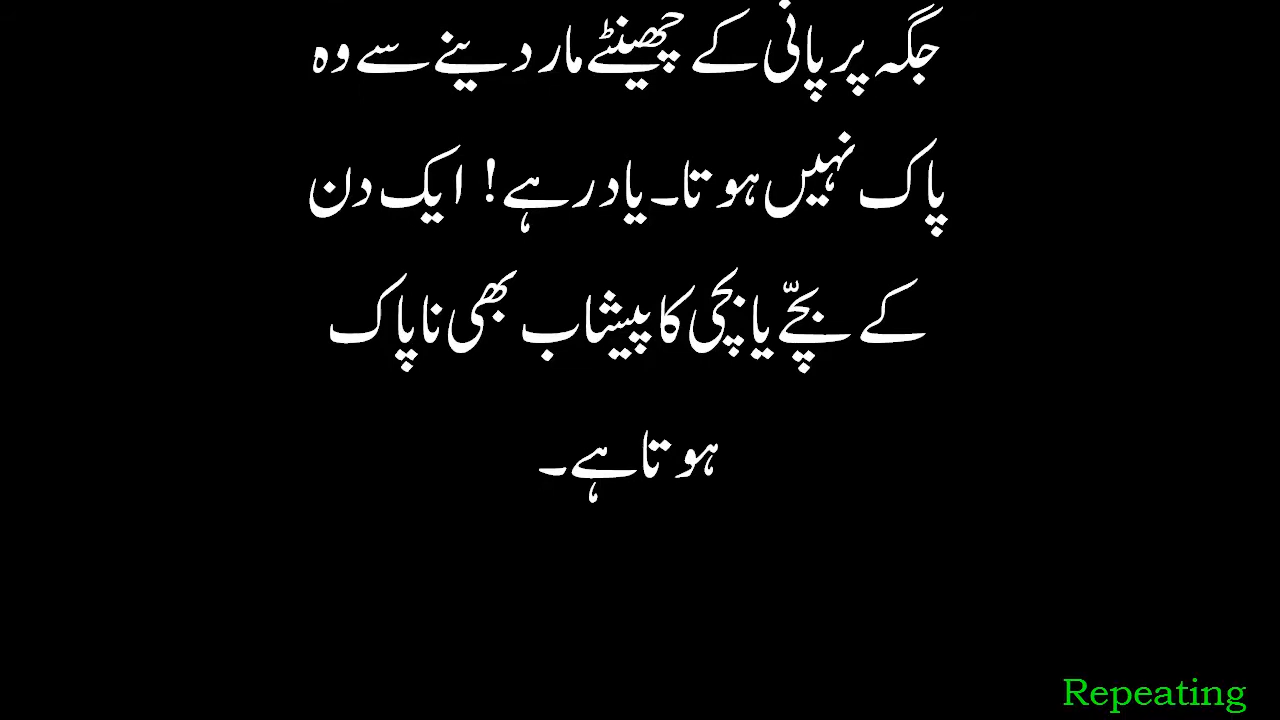 جگہ پر پانی کے چھینٹے مار دینے سے وہ
پاک نہیں ہوتا۔ یاد رہے! ایک دن
کے بچّے یا بچی کا پیشاب بھی ناپاک
ہوتا ہے۔
Repeating